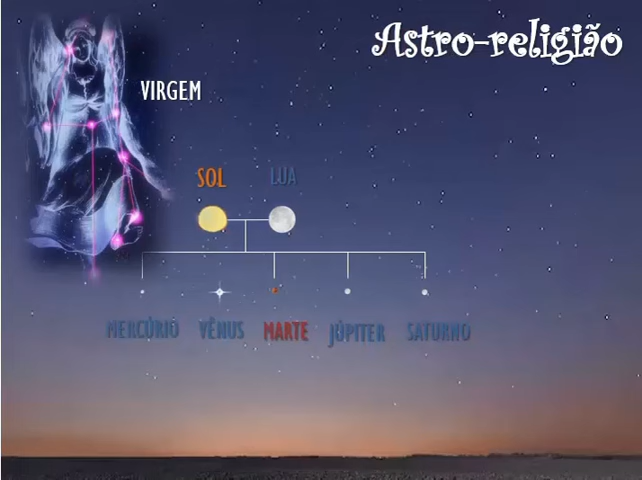 Astro-religião
VIRGEM
SOL LUA
MERCÚRIO VÊNUS MARTE JÚPITER SATURNO